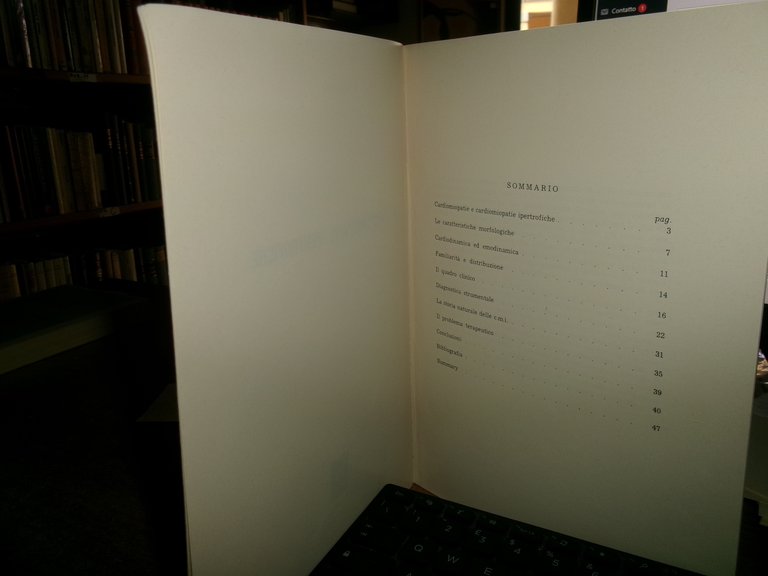 Contatto
SOMMARIO
pag.
Cardiomiopatie e cardiomiopatie ipertrofiche 3
Le caratteristiche morfologiche 7
Cardiodinamica ed emodinamica 11
Familiarità e distribuzione 14
Il quadro clinico 16
Diagnostica strumentale 22
La storia naturale delle c.m.i. 31
Il problema terapeutico 35
Conclusioni 39
Bibliografia 40
Summary 47
Q W E